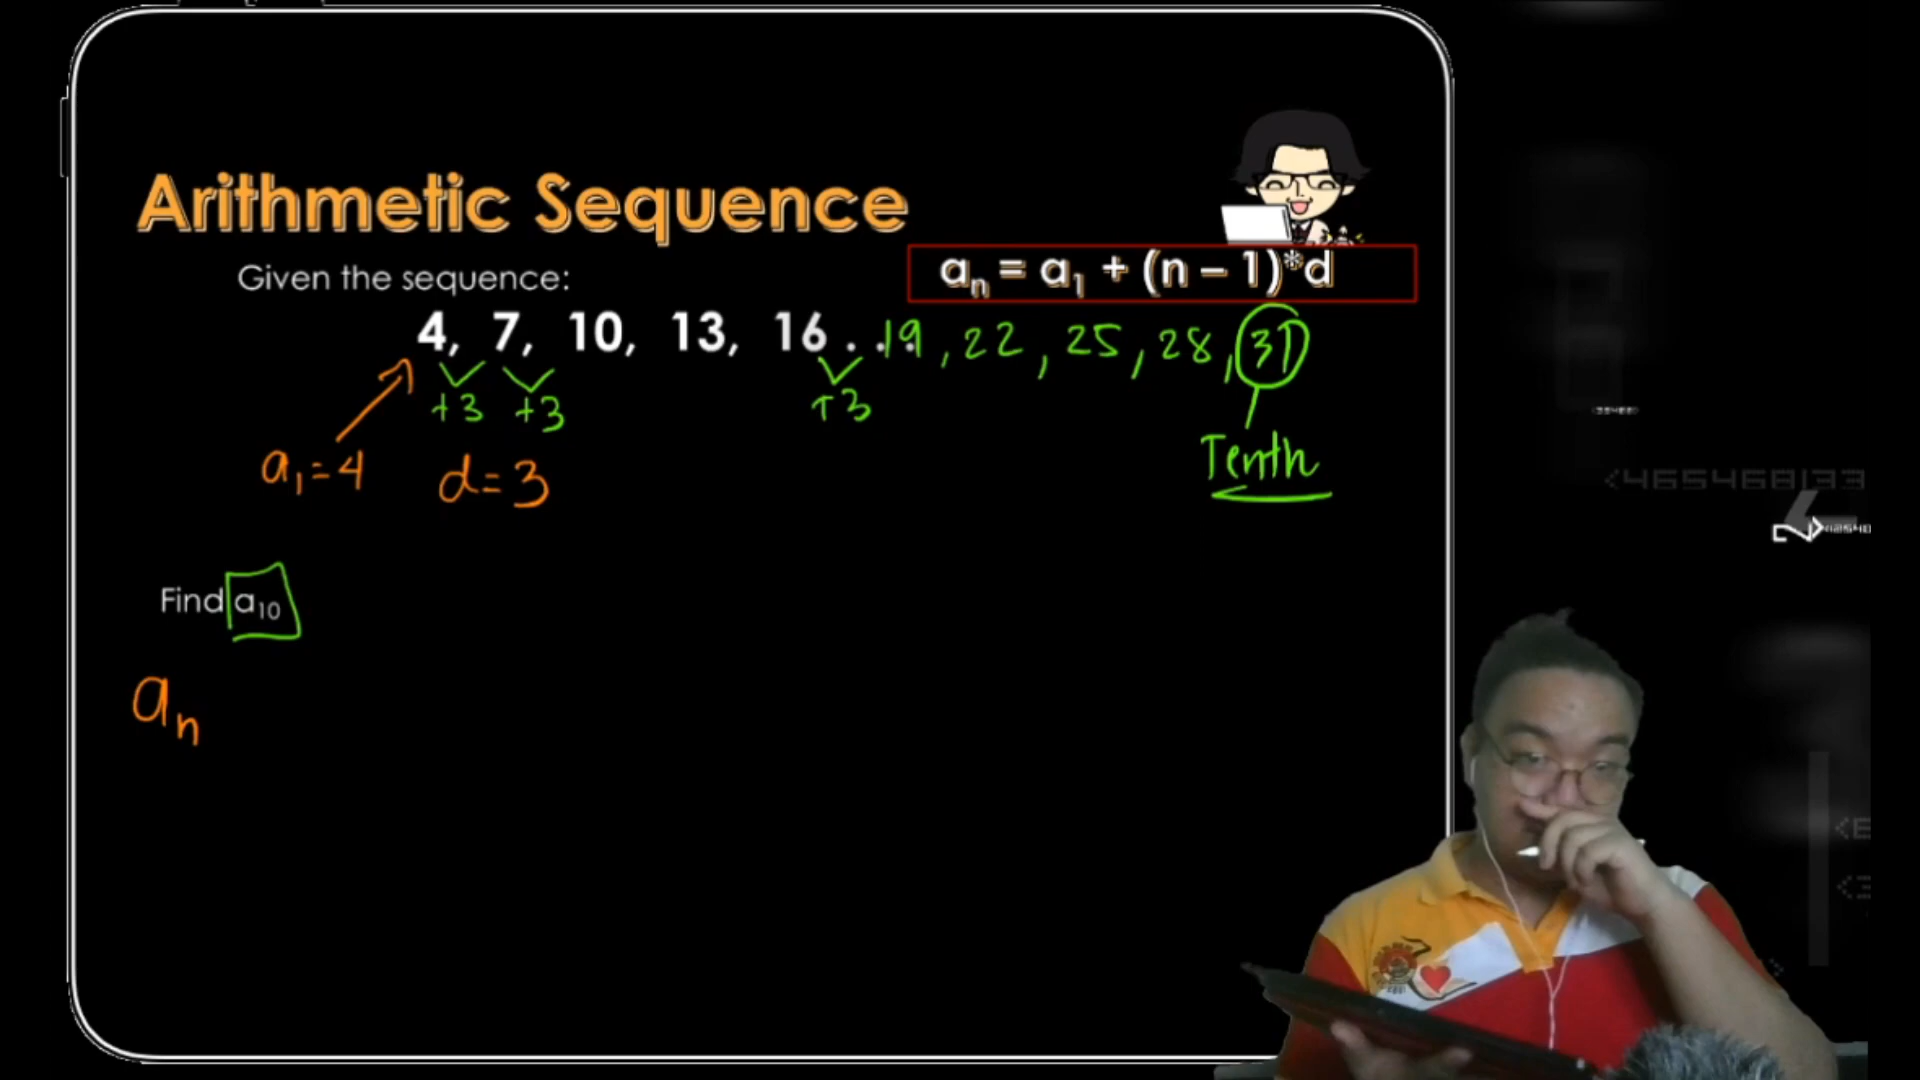 Arithmetic Sequence
Given the sequence:
aₙ = a₁ + (n – 1)*d
4, 7, 10, 13, 16 . . . 19, 22, 25, 28, 31
+3 +3 +3
Tenth
a₁=4 d=3
Find a₁₀
aₙ
<465468133